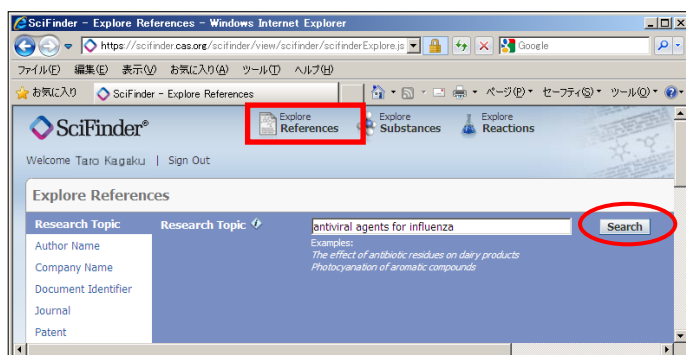 SciFinder - Explore References - Windows Internet Explorer
https://scifinder.cas.org/scifinder/view/scifinder/scifinderExplore.js
Google
ファイル(F) 編集(E) 表示(V) お気に入り(A) ツール(T) ヘルプ(H)
お気に入り SciFinder - Explore References ページ(P) セーフティ(S) ツール(O)
SciFinder®
Explore References
Explore Substances
Explore Reactions
Welcome Taro Kagaku | Sign Out
Explore References
Research Topic
Author Name
Company Name
Document Identifier
Journal
Patent
Research Topic antiviral agents for influenza Search
Examples:
The effect of antibiotic residues on dairy products
Photocyanation of aromatic compounds